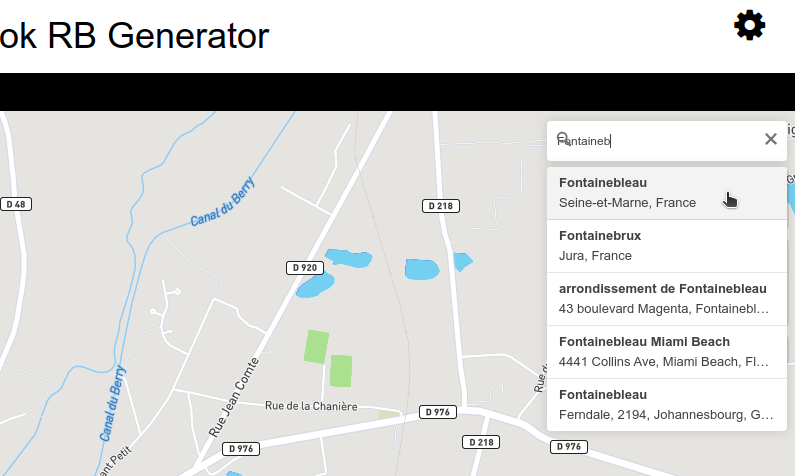 ok RB Generator
Fontaineb
Fontainebleau
Seine-et-Marne, France
Fontainebrux
Jura, France
arrondissement de Fontainebleau
43 boulevard Magenta, Fontainebl…
Fontainebleau Miami Beach
4441 Collins Ave, Miami Beach, Fl…
Fontainebleau
Ferndale, 2194, Johannesbourg, G…
D 48
Canal du Berry
D 218
D 920
Canal du Berry
Rue Jean Comte
Rue de la Chanière
Rue d
D 976
D 976
D 218
D 976
ant Petit